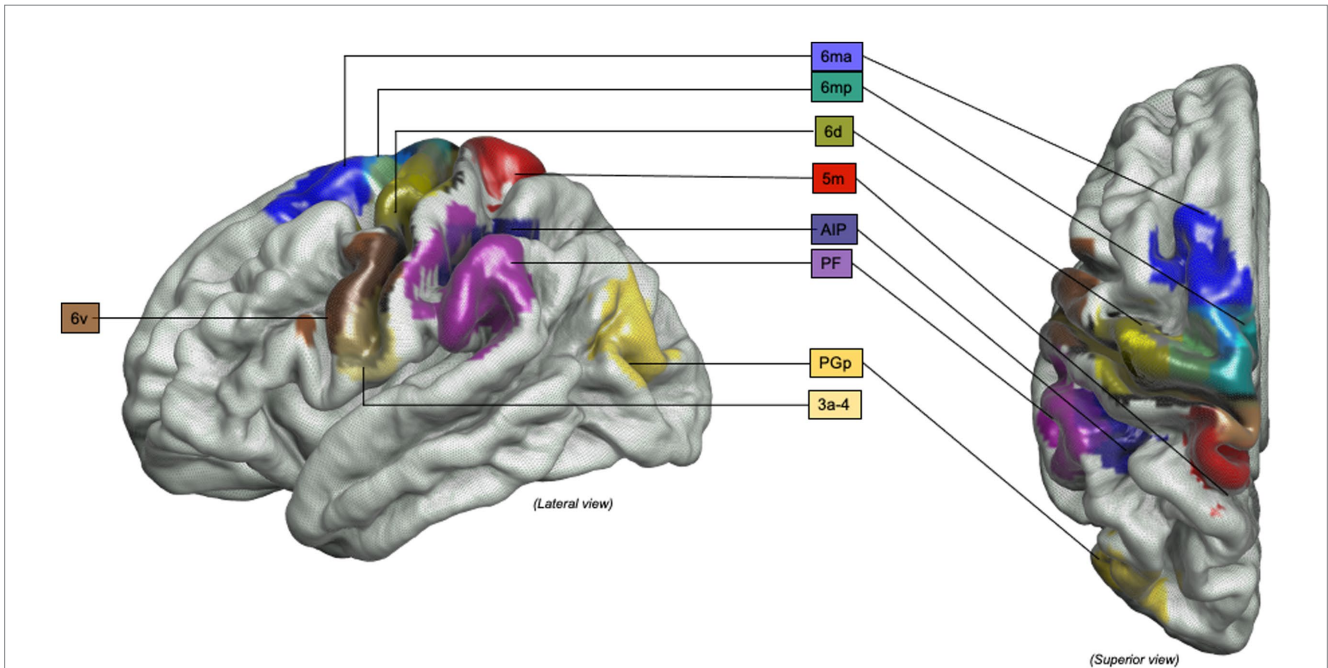 6ma
6mp
6d
5m
AIP
PF
6v
PGp
3a-4
(Lateral view)
(Superior view)